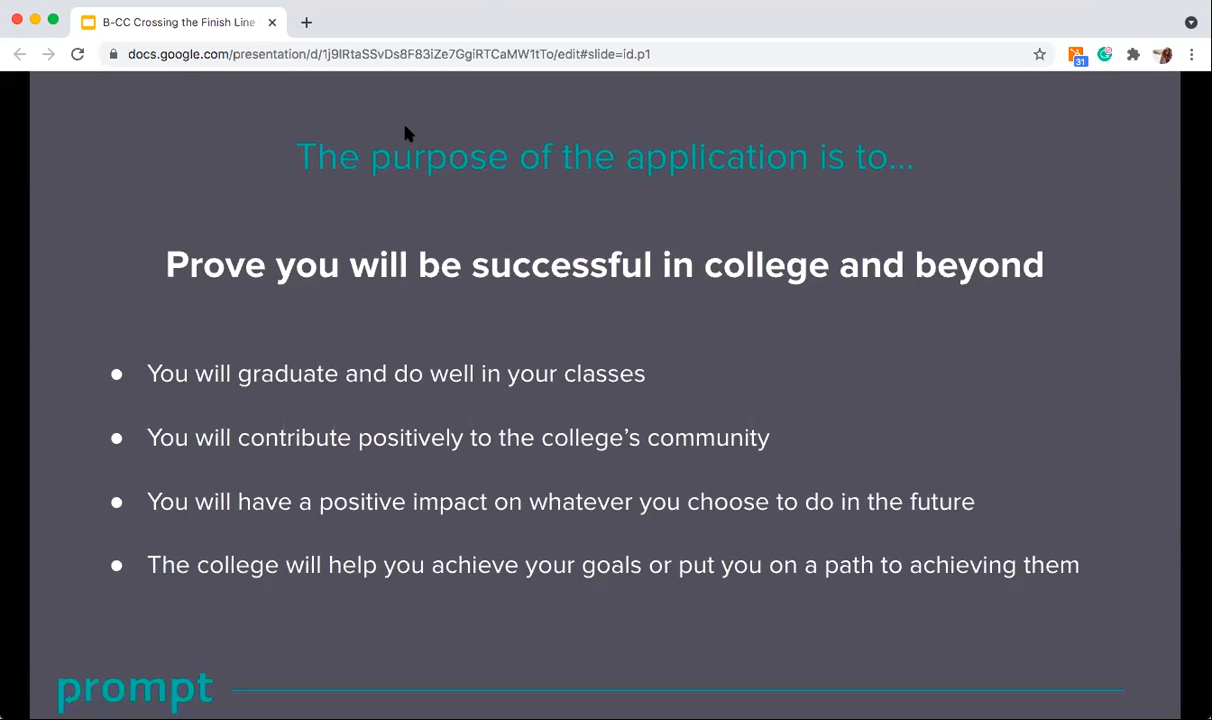 B-CC Crossing the Finish Line
docs.google.com/presentation/d/1j9lRtaSSvDs8F83iZe7GgiRTCaMW1tTo/edit#slide=id.p1
31
The purpose of the application is to...
Prove you will be successful in college and beyond
● You will graduate and do well in your classes
● You will contribute positively to the college’s community
● You will have a positive impact on whatever you choose to do in the future
● The college will help you achieve your goals or put you on a path to achieving them
prompt